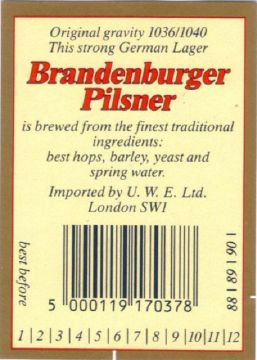 Original gravity 1036/1040
This strong German Lager
Brandenburger
Pilsner
is brewed from the finest traditional
ingredients:
best hops, barley, yeast and
spring water.
Imported by U. W. E. Ltd.
London SW1
best before
5 000119 170378
88 | 89 | 90 |
1 | 2 | 3 | 4 | 5 | 6 | 7 | 8 | 9 | 10 | 11 | 12